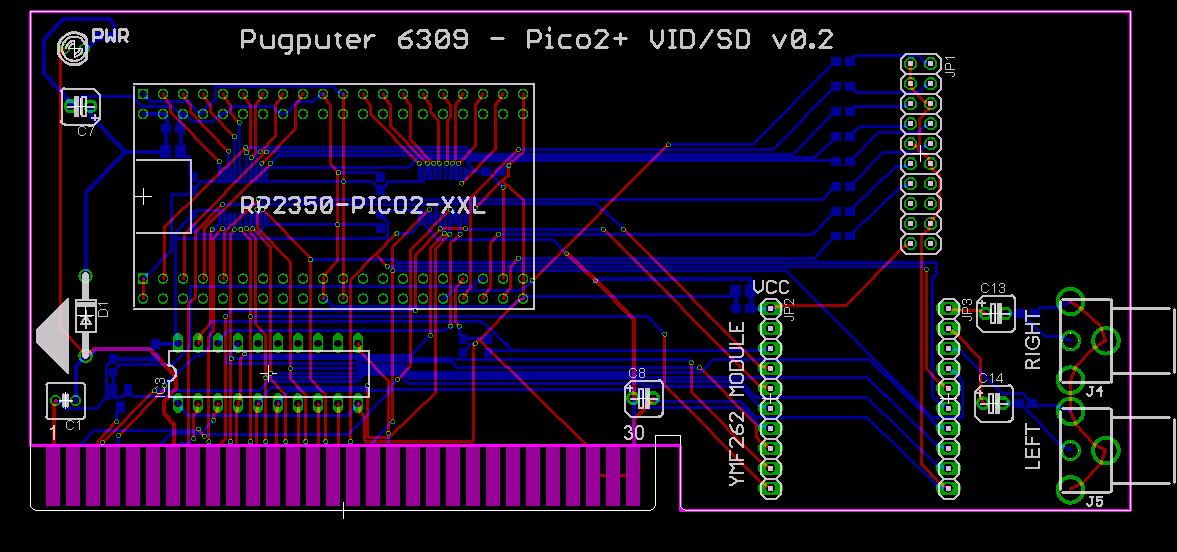 PWR
Pugputer 6309 - Pico2+ VID/SD v0.2
JP1
C7
RP2350-PICO2-XXL
D1
VCC
JP2
JP3
C13
RIGHT
J4
IC3
C8
C14
YMF262 MODULE
C1
1
30
LEFT
J5